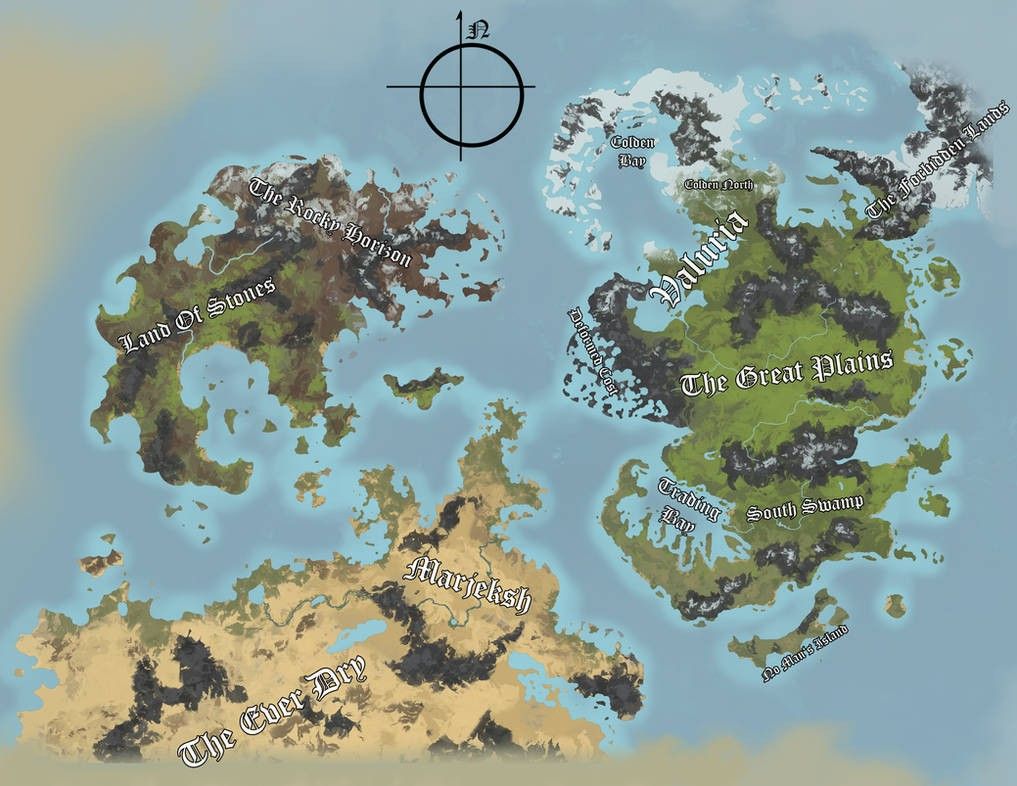 N
Colden
Bay
The Forbidden Lands
Colden North
The Rocky Horizon
Valuria
Land Of Stones
Deformed Cost
The Great Plains
Trading
Bay
South Swamp
Marjeksh
No Man's Island
The Ever Dry